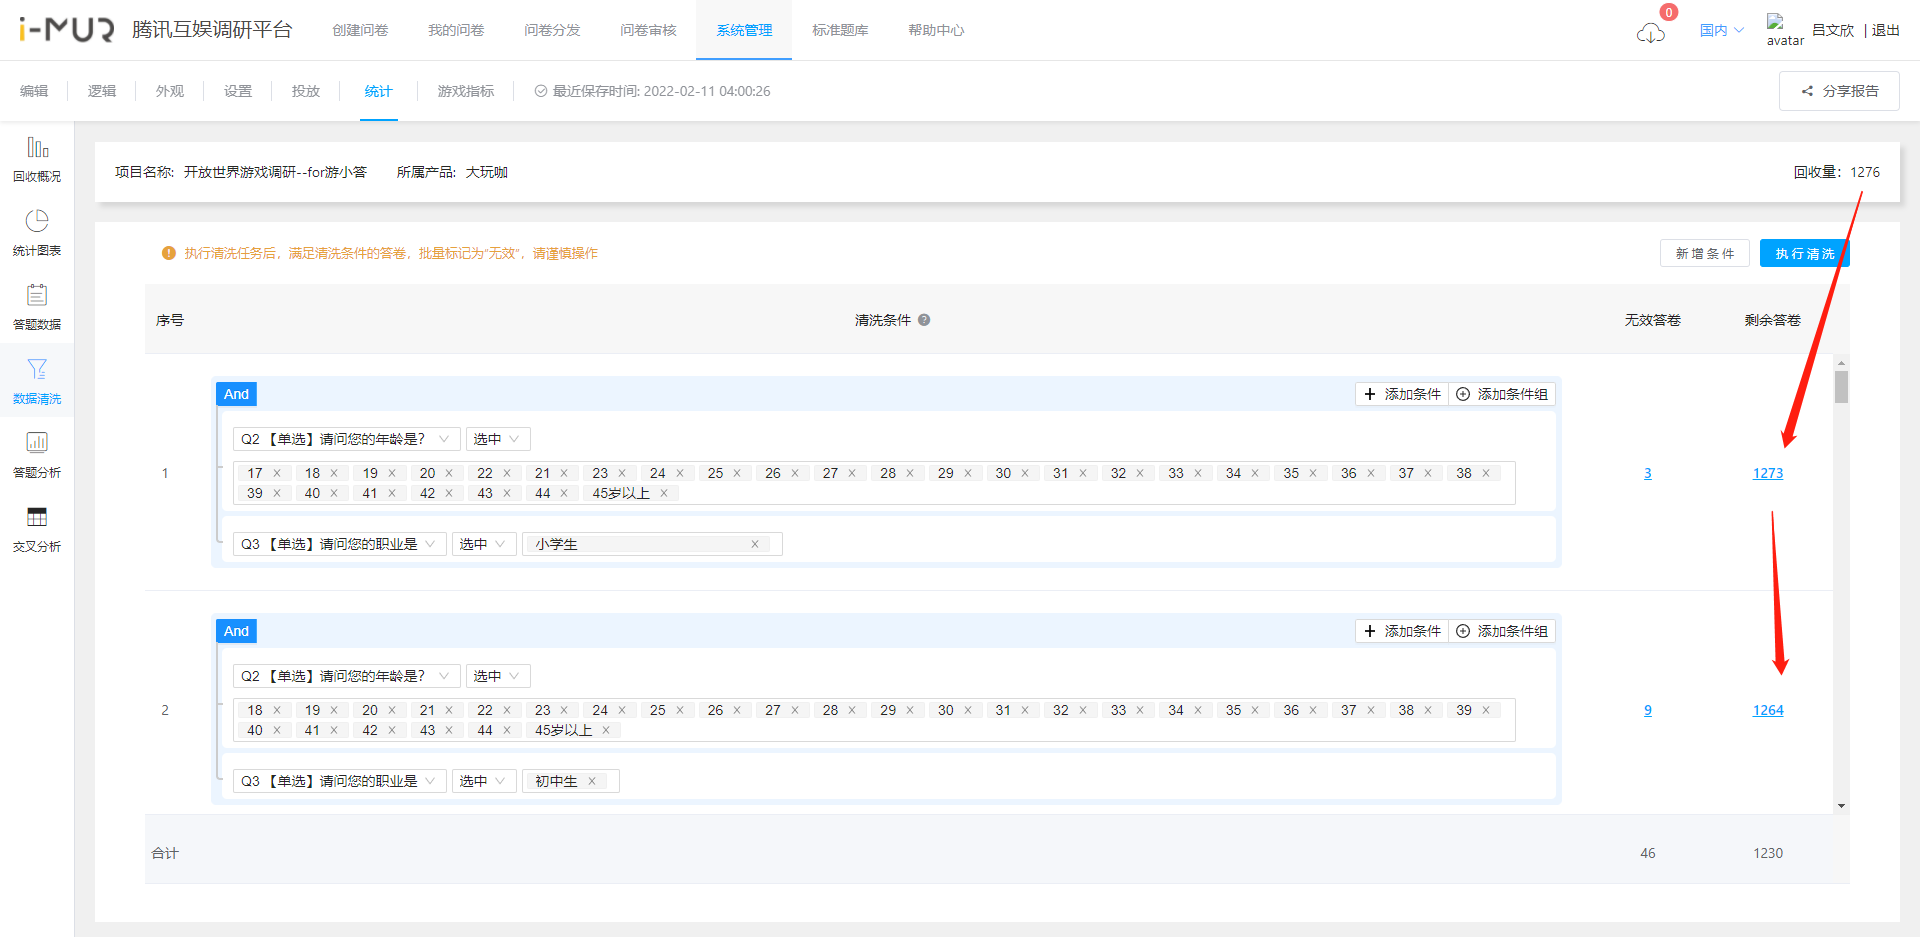 i-MUR 腾讯互娱调研平台 创建问卷 我的问卷 问卷分发 问卷审核 系统管理 标准题库 帮助中心 0 国内 avatar 吕文欣 | 退出
编辑 逻辑 外观 设置 投放 统计 游戏指标 最近保存时间: 2022-02-11 04:00:26 分享报告
回收概况
统计图表
答题数据
数据清洗
答题分析
交叉分析
项目名称: 开放世界游戏调研--for游小答 所属产品: 大玩咖 回收量: 1276
执行清洗任务后，满足清洗条件的答卷，批量标记为“无效”，请谨慎操作 新增条件 执行清洗
序号 清洗条件 无效答卷 剩余答卷
And 添加条件 添加条件组
Q2 【单选】请问您的年龄是? 选中
1 17 18 19 20 22 21 23 24 25 26 27 28 29 30 31 32 33 34 35 36 37 38 3 1273
39 40 41 42 43 44 45岁以上
Q3 【单选】请问您的职业是 选中 小学生
And 添加条件 添加条件组
Q2 【单选】请问您的年龄是? 选中
2 18 19 20 21 22 23 24 25 26 27 28 29 30 31 32 33 34 35 36 37 38 39 9 1264
40 41 42 43 44 45岁以上
Q3 【单选】请问您的职业是 选中 初中生
合计 46 1230